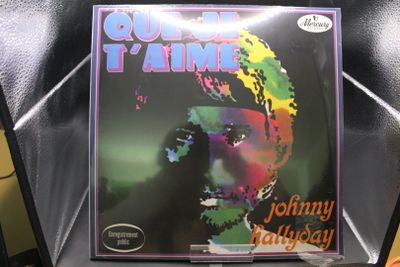 QUE JE
T'AIME
Mercury
johnny
hallyday
Enregistrement
public